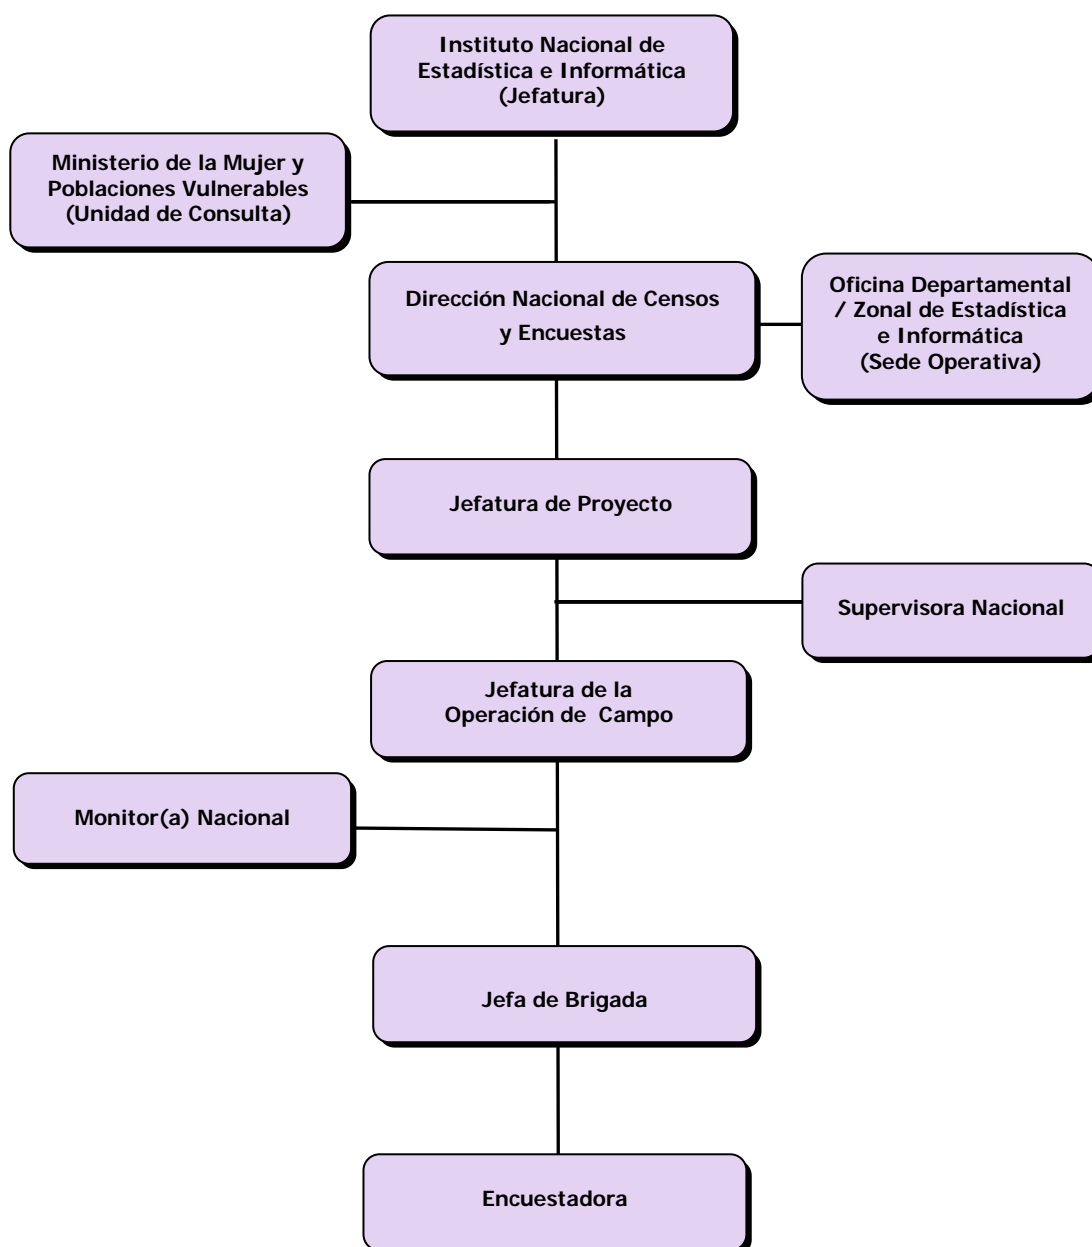 Instituto Nacional de
Estadística e Informática
(Jefatura)
Ministerio de la Mujer y
Poblaciones Vulnerables
(Unidad de Consulta)
Dirección Nacional de Censos
y Encuestas
Oficina Departamental
/ Zonal de Estadística
e Informática
(Sede Operativa)
Jefatura de Proyecto
Supervisora Nacional
Jefatura de la
Operación de Campo
Monitor(a) Nacional
Jefa de Brigada
Encuestadora